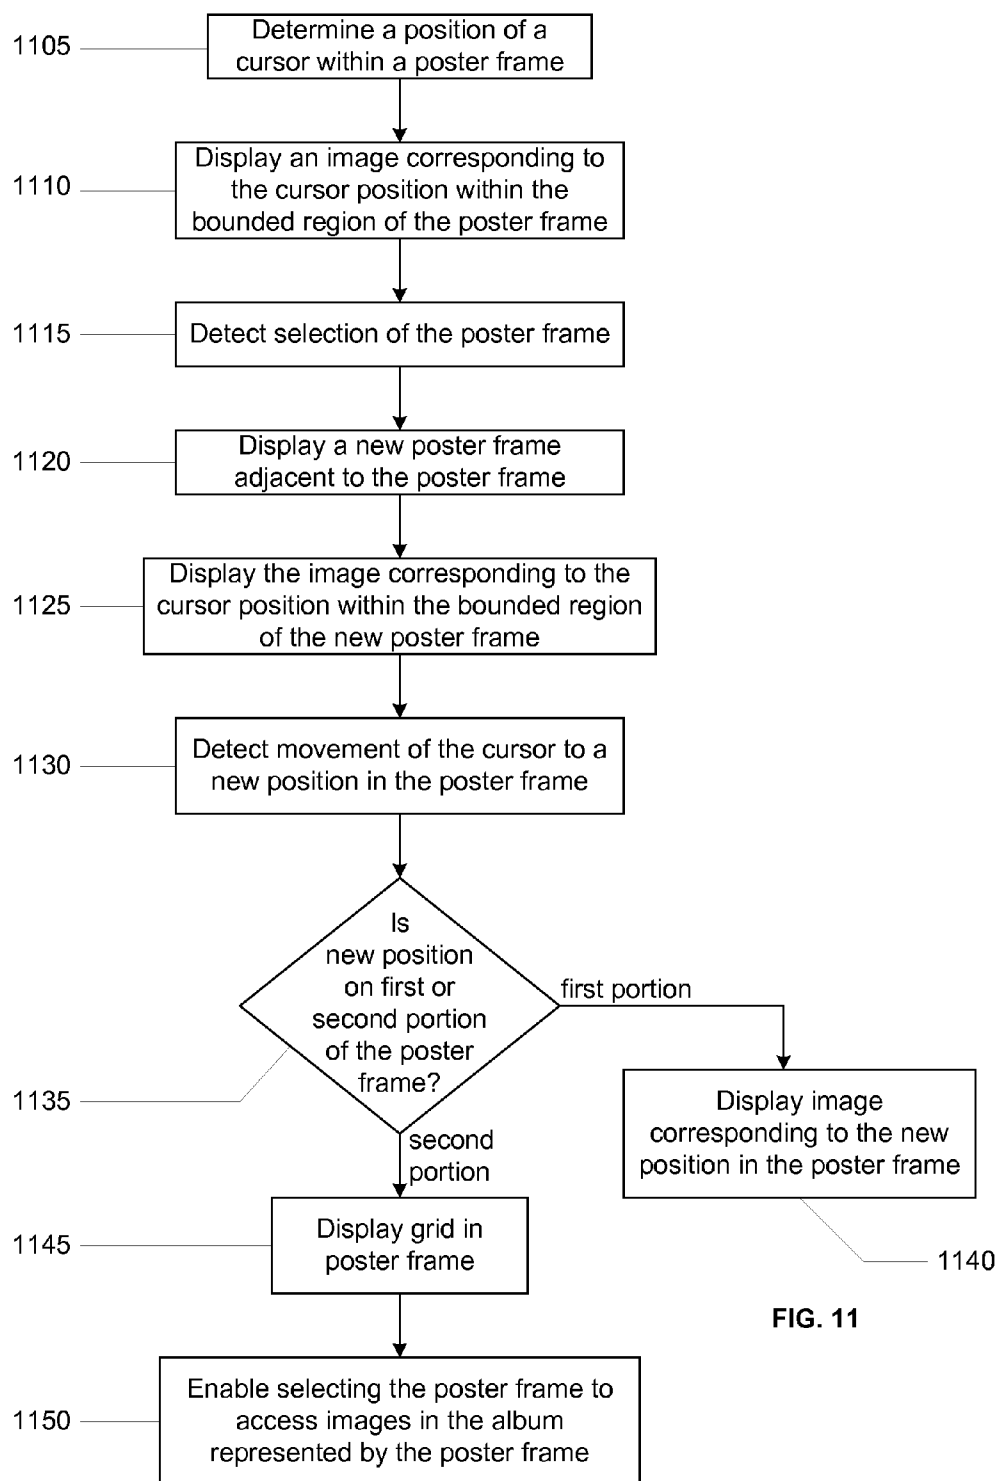 1105
Determine a position of a
cursor within a poster frame
1110
Display an image corresponding to
the cursor position within the
bounded region of the poster frame
1115
Detect selection of the poster frame
1120
Display a new poster frame
adjacent to the poster frame
1125
Display the image corresponding to the
cursor position within the bounded region
of the new poster frame
1130
Detect movement of the cursor to a
new position in the poster frame
Is
new position
on first or
second portion
of the poster
frame?
1135
first portion
Display image
corresponding to the new
position in the poster frame
1140
second
portion
1145
Display grid in
poster frame
FIG. 11
1150
Enable selecting the poster frame to
access images in the album
represented by the poster frame